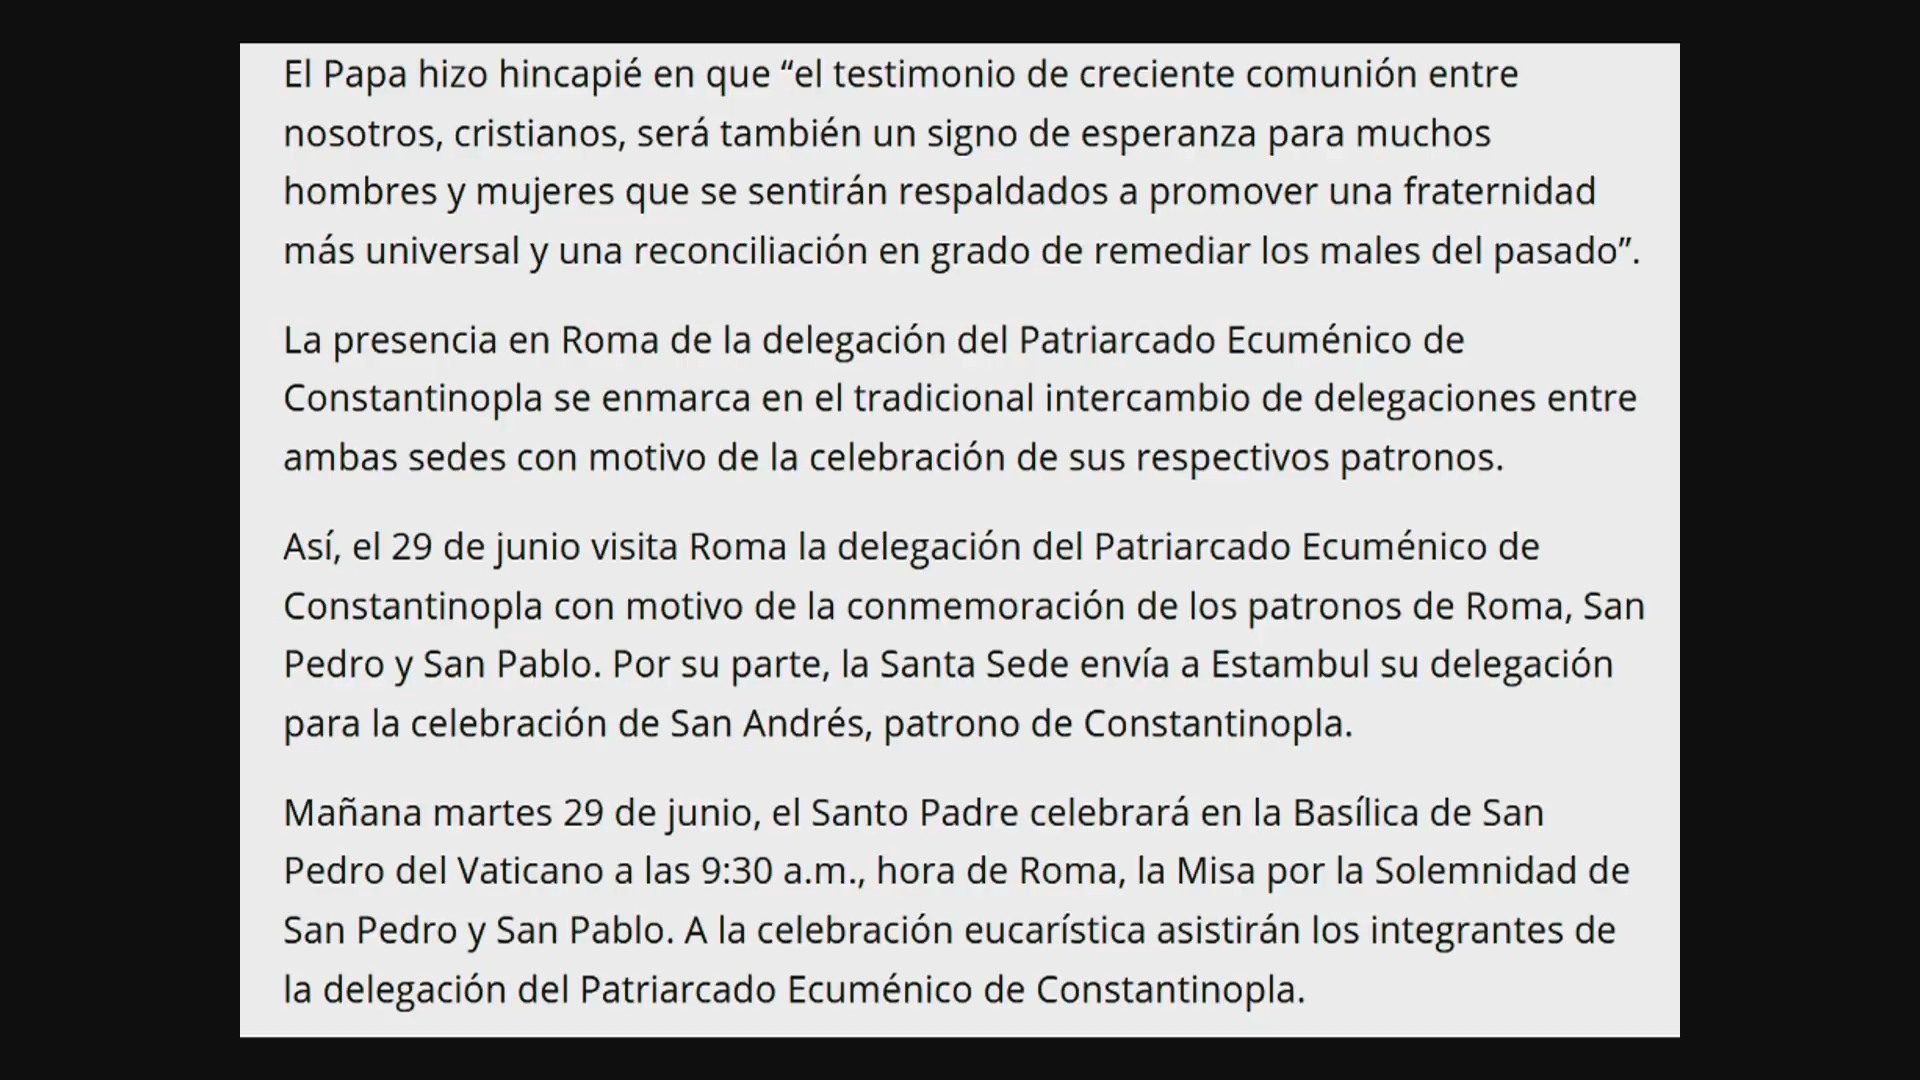 El Papa hizo hincapié en que “el testimonio de creciente comunión entre
nosotros, cristianos, será también un signo de esperanza para muchos
hombres y mujeres que se sentirán respaldados a promover una fraternidad
más universal y una reconciliación en grado de remediar los males del pasado”.
La presencia en Roma de la delegación del Patriarcado Ecuménico de
Constantinopla se enmarca en el tradicional intercambio de delegaciones entre
ambas sedes con motivo de la celebración de sus respectivos patronos.
Así, el 29 de junio visita Roma la delegación del Patriarcado Ecuménico de
Constantinopla con motivo de la conmemoración de los patronos de Roma, San
Pedro y San Pablo. Por su parte, la Santa Sede envía a Estambul su delegación
para la celebración de San Andrés, patrono de Constantinopla.
Mañana martes 29 de junio, el Santo Padre celebrará en la Basílica de San
Pedro del Vaticano a las 9:30 a.m., hora de Roma, la Misa por la Solemnidad de
San Pedro y San Pablo. A la celebración eucarística asistirán los integrantes de
la delegación del Patriarcado Ecuménico de Constantinopla.